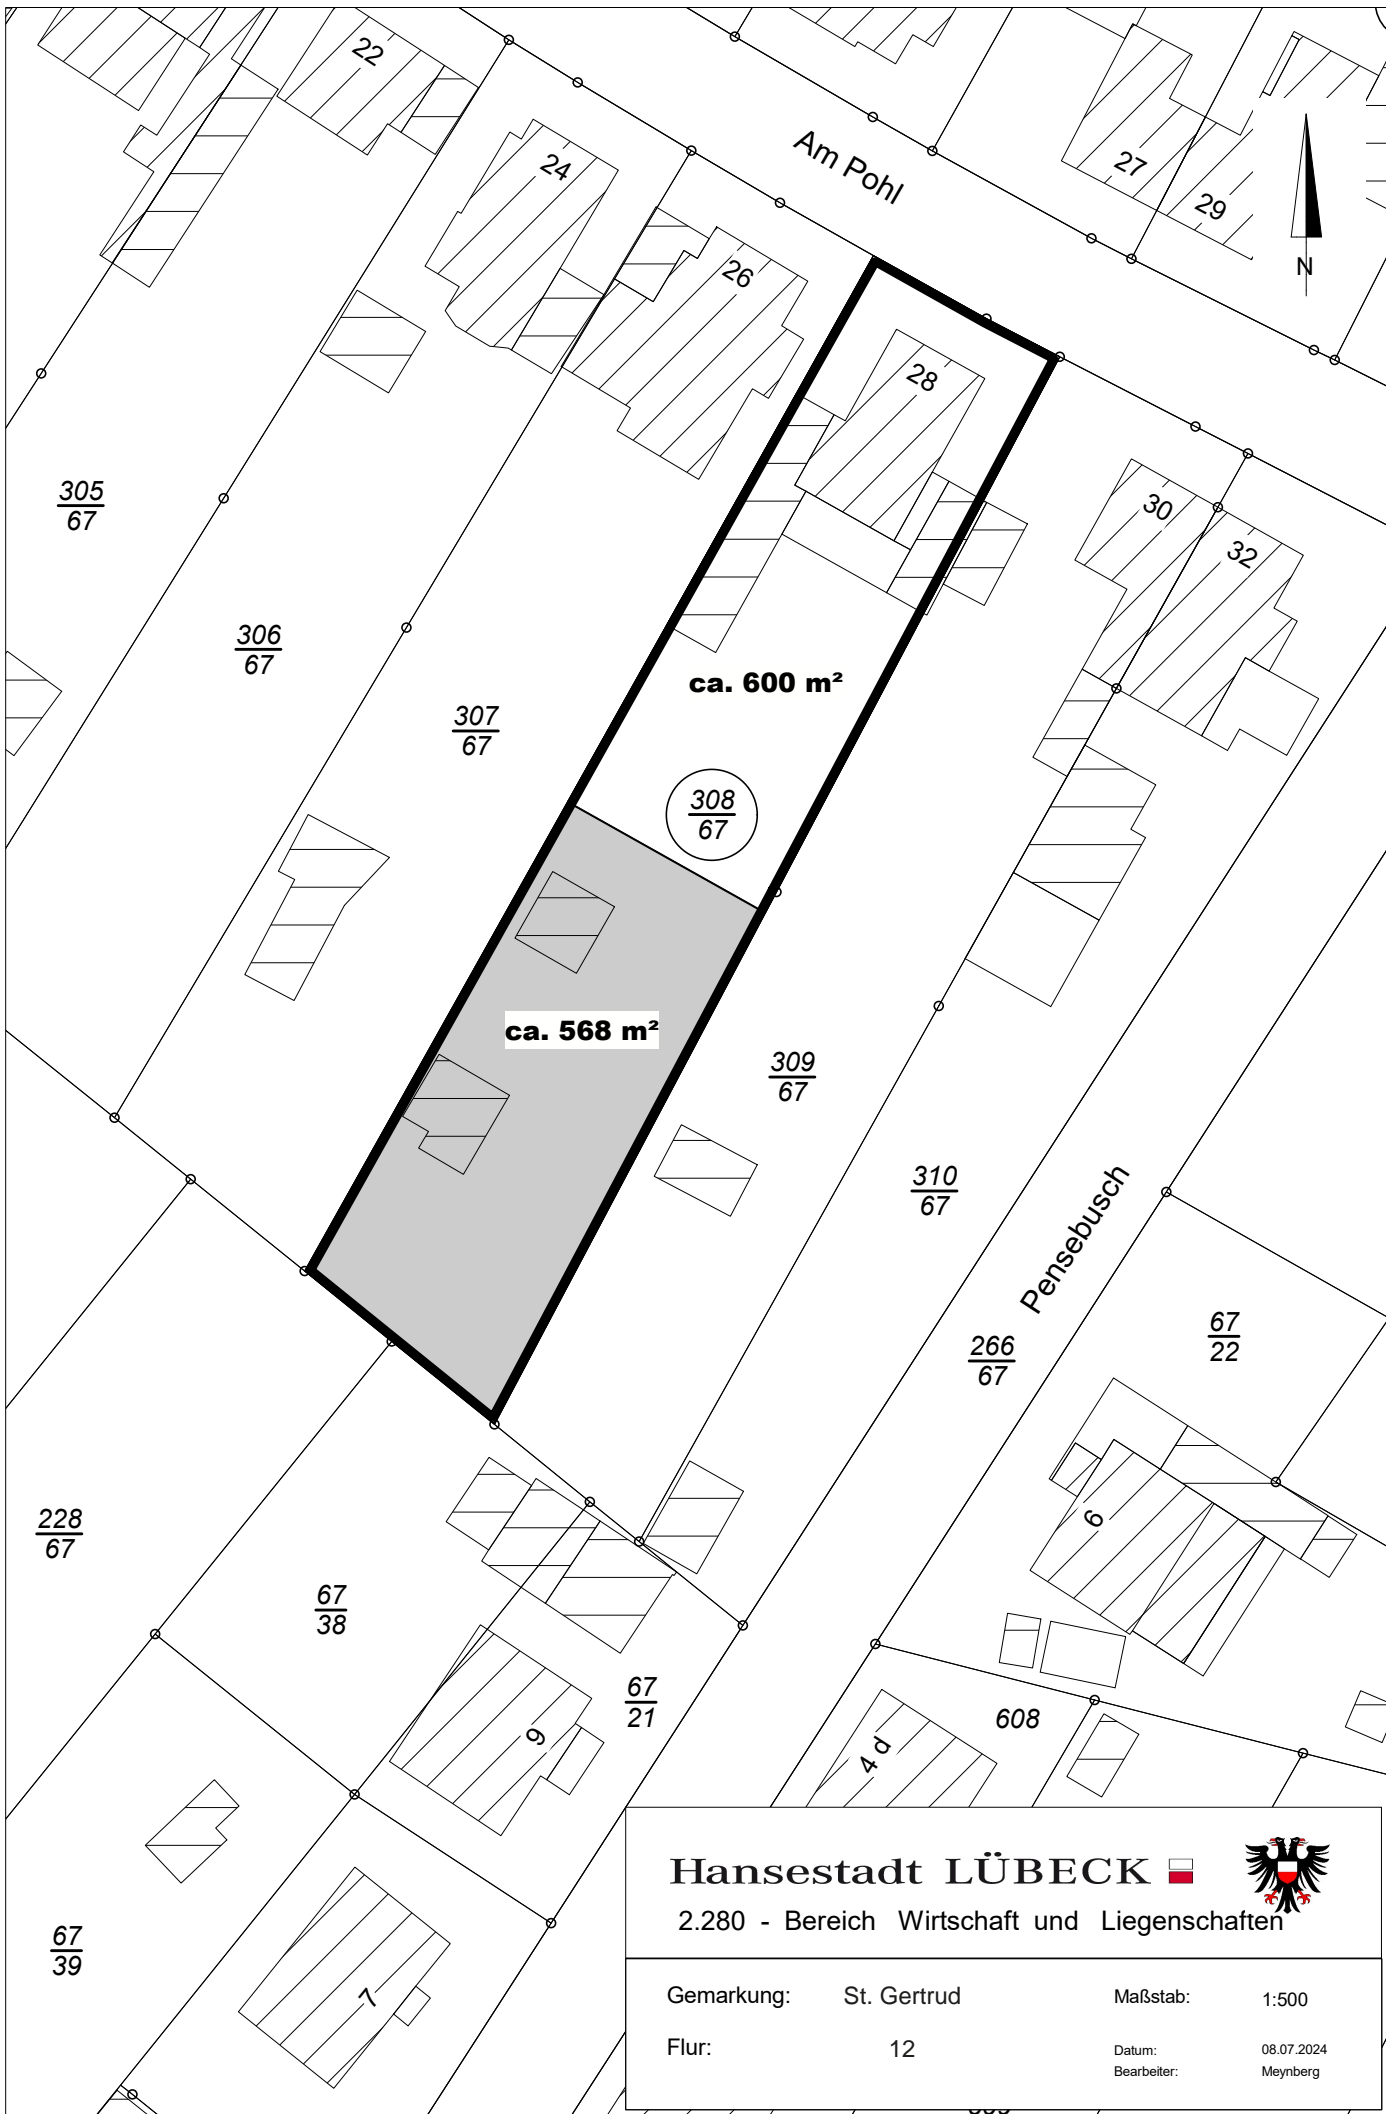 22
24
Am Pohl
27
29
N
26
28
305
67
30
32
306
67
307
67
ca. 600 m²
308
67
ca. 568 m²
309
67
310
67
Pensebusch
266
67
67
22
228
67
6
67
38
67
21
608
9
4 d
67
39
7
Hansestadt LÜBECK
2.280 - Bereich Wirtschaft und Liegenschaften
Gemarkung: St. Gertrud
Maßstab: 1:500
Flur: 12
Datum: 08.07.2024
Bearbeiter: Meynberg